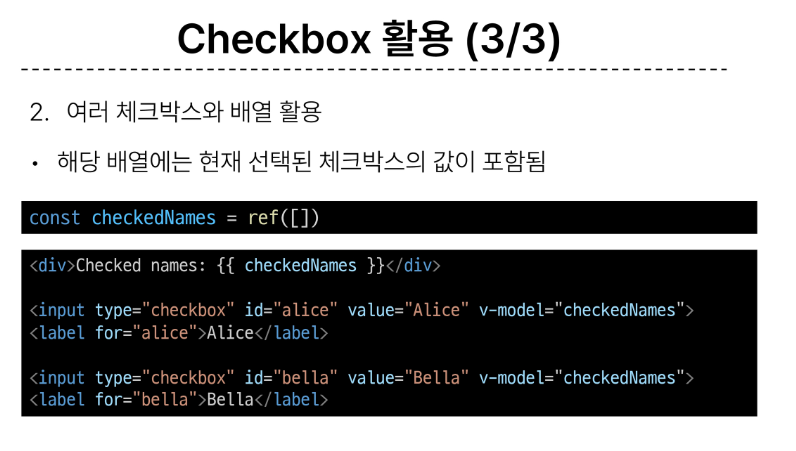 Checkbox 활용 (3/3)
2. 여러 체크박스와 배열 활용
• 해당 배열에는 현재 선택된 체크박스의 값이 포함됨
const checkedNames = ref([])
<div>Checked names: {{ checkedNames }}</div>
<input type="checkbox" id="alice" value="Alice" v-model="checkedNames">
<label for="alice">Alice</label>
<input type="checkbox" id="bella" value="Bella" v-model="checkedNames">
<label for="bella">Bella</label>